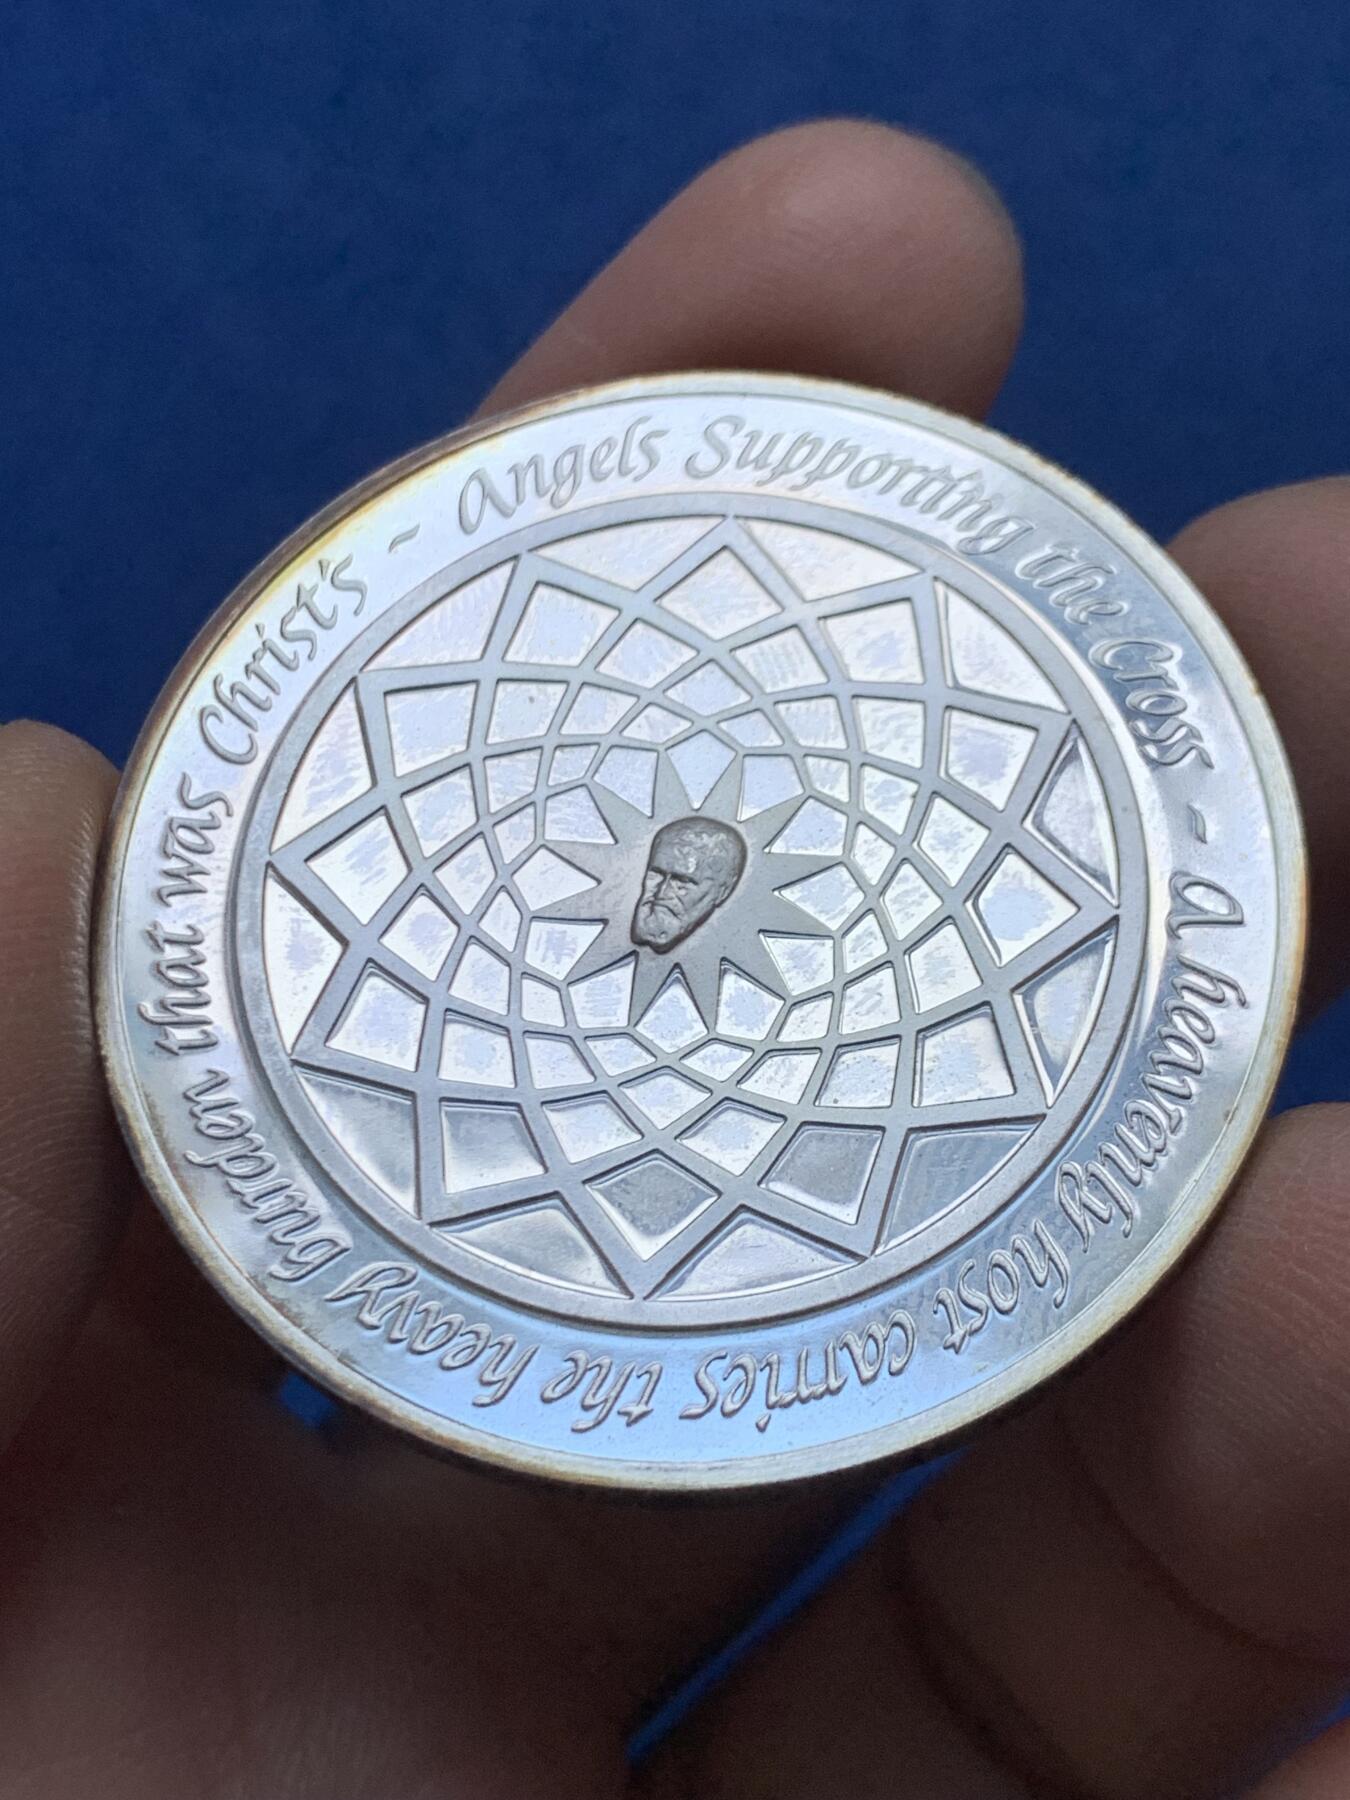 ~ Angels Supporting the Cross ~ A heavenly host carries the heavy burden that was Christ's